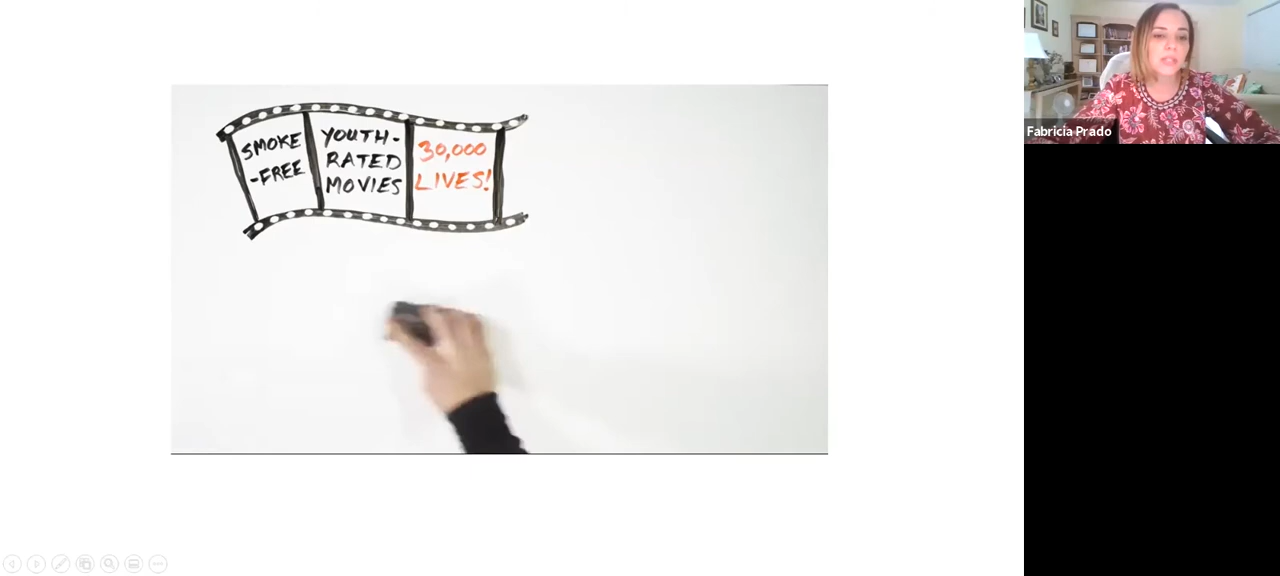 SMOKE
-FREE
YOUTH-
RATED
MOVIES
30,000
LIVES!
Fabricia Prado